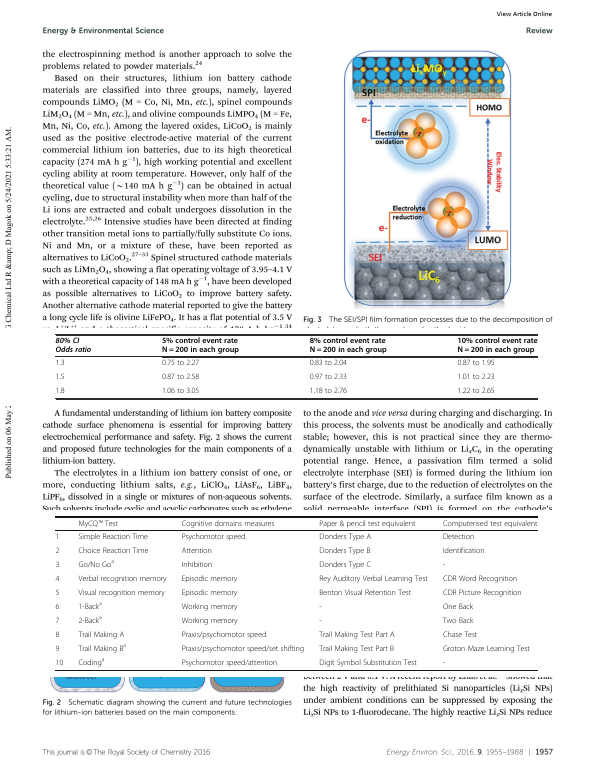 View Article Online
Energy & Environmental Science
Review
the electrospinning method is another approach to solve the
problems related to powder materials.24
Based on their structures, lithium ion battery cathode
materials are classified into three groups, namely, layered
compounds LiMO2 (M = Co, Ni, Mn, etc.), spinel compounds
LiM2O4 (M = Mn, etc.), and olivine compounds LiMPO4 (M = Fe,
Mn, Ni, Co, etc.). Among the layered oxides, LiCoO2 is mainly
used as the positive electrode-active material of the current
commercial lithium ion batteries, due to its high theoretical
capacity (274 mA h g−1), high working potential and excellent
cycling ability at room temperature. However, only half of the
theoretical value (~140 mA h g−1) can be obtained in actual
cycling, due to structural instability when more than half of the
Li ions are extracted and cobalt undergoes dissolution in the
electrolyte.25,26 Intensive studies have been directed at finding
other transition metal ions to partially/fully substitute Co ions.
Ni and Mn, or a mixture of these, have been reported as
alternatives to LiCoO2.27–33 Spinel structured cathode materials
such as LiMn2O4, showing a flat operating voltage of 3.95–4.1 V
with a theoretical capacity of 148 mA h g−1, have been developed
as possible alternatives to LiCoO2 to improve battery safety.
Another alternative cathode material reported to give the battery
a long cycle life is olivine LiFePO4. It has a flat potential of 3.5 V
SPI
HOMO
e-
Electrolyte
oxidation
Elec. Stability
Window
Electrolyte
reduction
e-
LUMO
SEI
LiC6
Fig. 3 The SEI/SPI film formation processes due to the decomposition of
80% CI
Odds ratio
5% control event rate
N = 200 in each group
8% control event rate
N = 200 in each group
10% control event rate
N = 200 in each group
1.3 0.75 to 2.27 0.83 to 2.04 0.87 to 1.95
1.5 0.87 to 2.58 0.97 to 2.33 1.01 to 2.23
1.8 1.06 to 3.05 1.18 to 2.76 1.22 to 2.65
A fundamental understanding of lithium ion battery composite
cathode surface phenomena is essential for improving battery
electrochemical performance and safety. Fig. 2 shows the current
and proposed future technologies for the main components of a
lithium-ion battery.
The electrolytes in a lithium ion battery consist of one, or
more, conducting lithium salts, e.g., LiClO4, LiAsF6, LiBF4,
LiPF6, dissolved in a single or mixtures of non-aqueous solvents.
Such solvents include cyclic and acyclic carbonates such as ethylene
to the anode and vice versa during charging and discharging. In
this process, the solvents must be anodically and cathodically
stable; however, this is not practical since they are thermo-
dynamically unstable with lithium or LixC6 in the operating
potential range. Hence, a passivation film termed a solid
electrolyte interphase (SEI) is formed during the lithium ion
battery's first charge, due to the reduction of electrolytes on the
surface of the electrode. Similarly, a surface film known as a
solid permeable interface (SPI) is formed on the cathode's
MyCQ™ Test Cognitive domains measures Paper & pencil test equivalent Computerised test equivalent
1 Simple Reaction Time Psychomotor speed Donders Type A Detection
2 Choice Reaction Time Attention Donders Type B Identification
3 Go/No Goa Inhibition Donders Type C -
4 Verbal recognition memory Episodic memory Rey Auditory Verbal Learning Test CDR Word Recognition
5 Visual recognition memory Episodic memory Benton Visual Retention Test CDR Picture Recognition
6 1-Backa Working memory - One Back
7 2-Backa Working memory - Two Back
8 Trail Making A Praxis/psychomotor speed Trail Making Test Part A Chase Test
9 Trail Making Ba Praxis/psychomotor speed/set shifting Trail Making Test Part B Groton Maze Learning Test
10 Codinga Psychomotor speed/attention Digit Symbol Substitution Test -
Fig. 2 Schematic diagram showing the current and future technologies
for lithium-ion batteries based on the main components.
the high reactivity of prelithiated Si nanoparticles (LixSi NPs)
under ambient conditions can be suppressed by exposing the
LixSi NPs to 1-fluorodecane. The highly reactive LixSi NPs reduce
This journal is © The Royal Society of Chemistry 2016
Energy Environ. Sci., 2016, 9, 1955–1988 | 1957
Chemical Ltd R &amp; D Magak on 5/24/2021 5:33:21 AM.
Published on 06 May